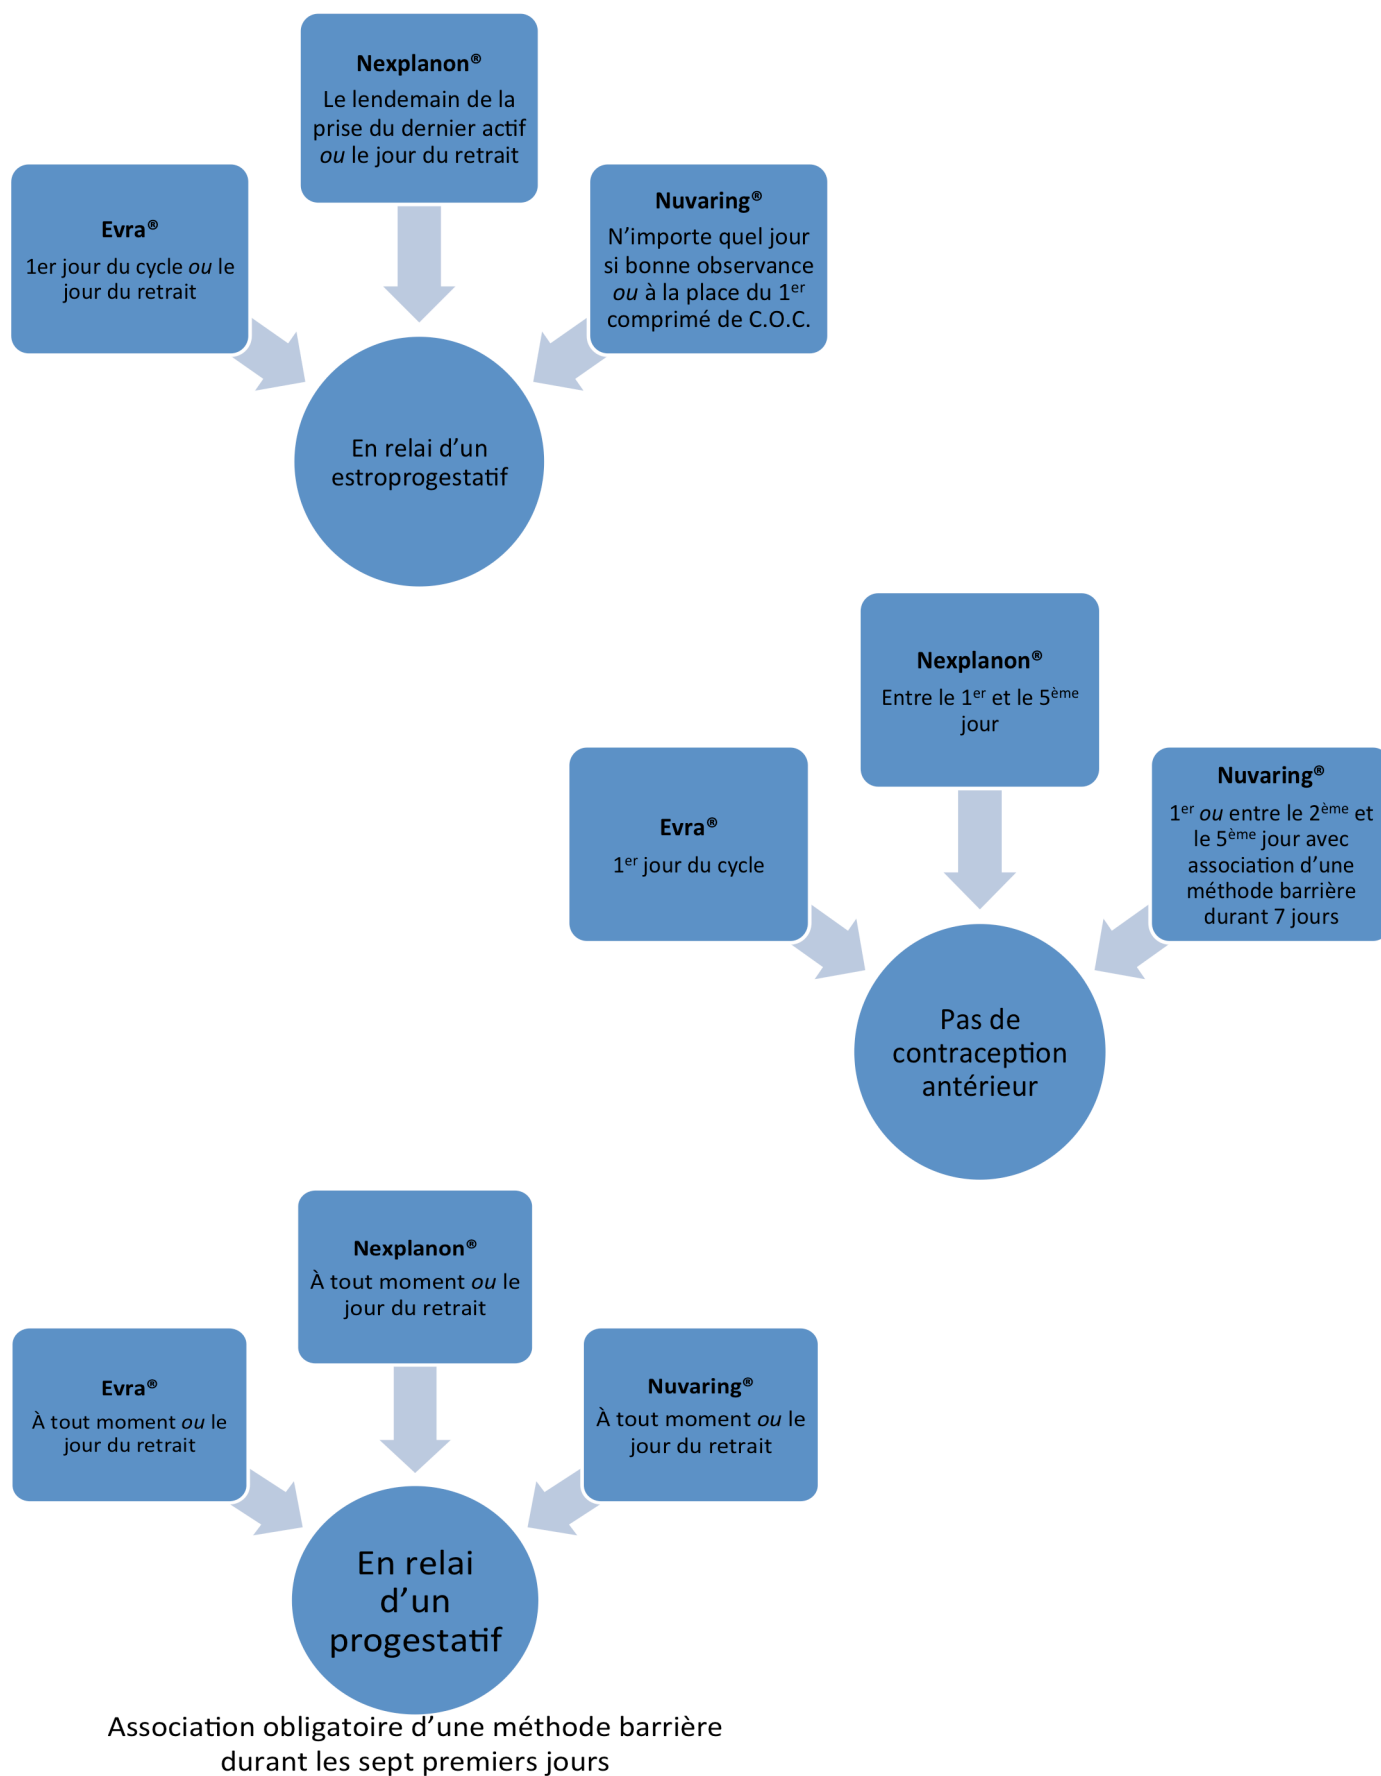 Nexplanon®
Le lendemain de la
prise du dernier actif
ou le jour du retrait
Evra®
1er jour du cycle ou le
jour du retrait
Nuvaring®
N’importe quel jour
si bonne observance
ou à la place du 1er
comprimé de C.O.C.
En relai d’un
estroprogestatif
Nexplanon®
Entre le 1er et le 5ème
jour
Evra®
1er jour du cycle
Nuvaring®
1er ou entre le 2ème et
le 5ème jour avec
association d’une
méthode barrière
durant 7 jours
Pas de
contraception
antérieur
Nexplanon®
À tout moment ou le
jour du retrait
Evra®
À tout moment ou le
jour du retrait
Nuvaring®
À tout moment ou le
jour du retrait
En relai
d’un
progestatif
Association obligatoire d’une méthode barrière
durant les sept premiers jours